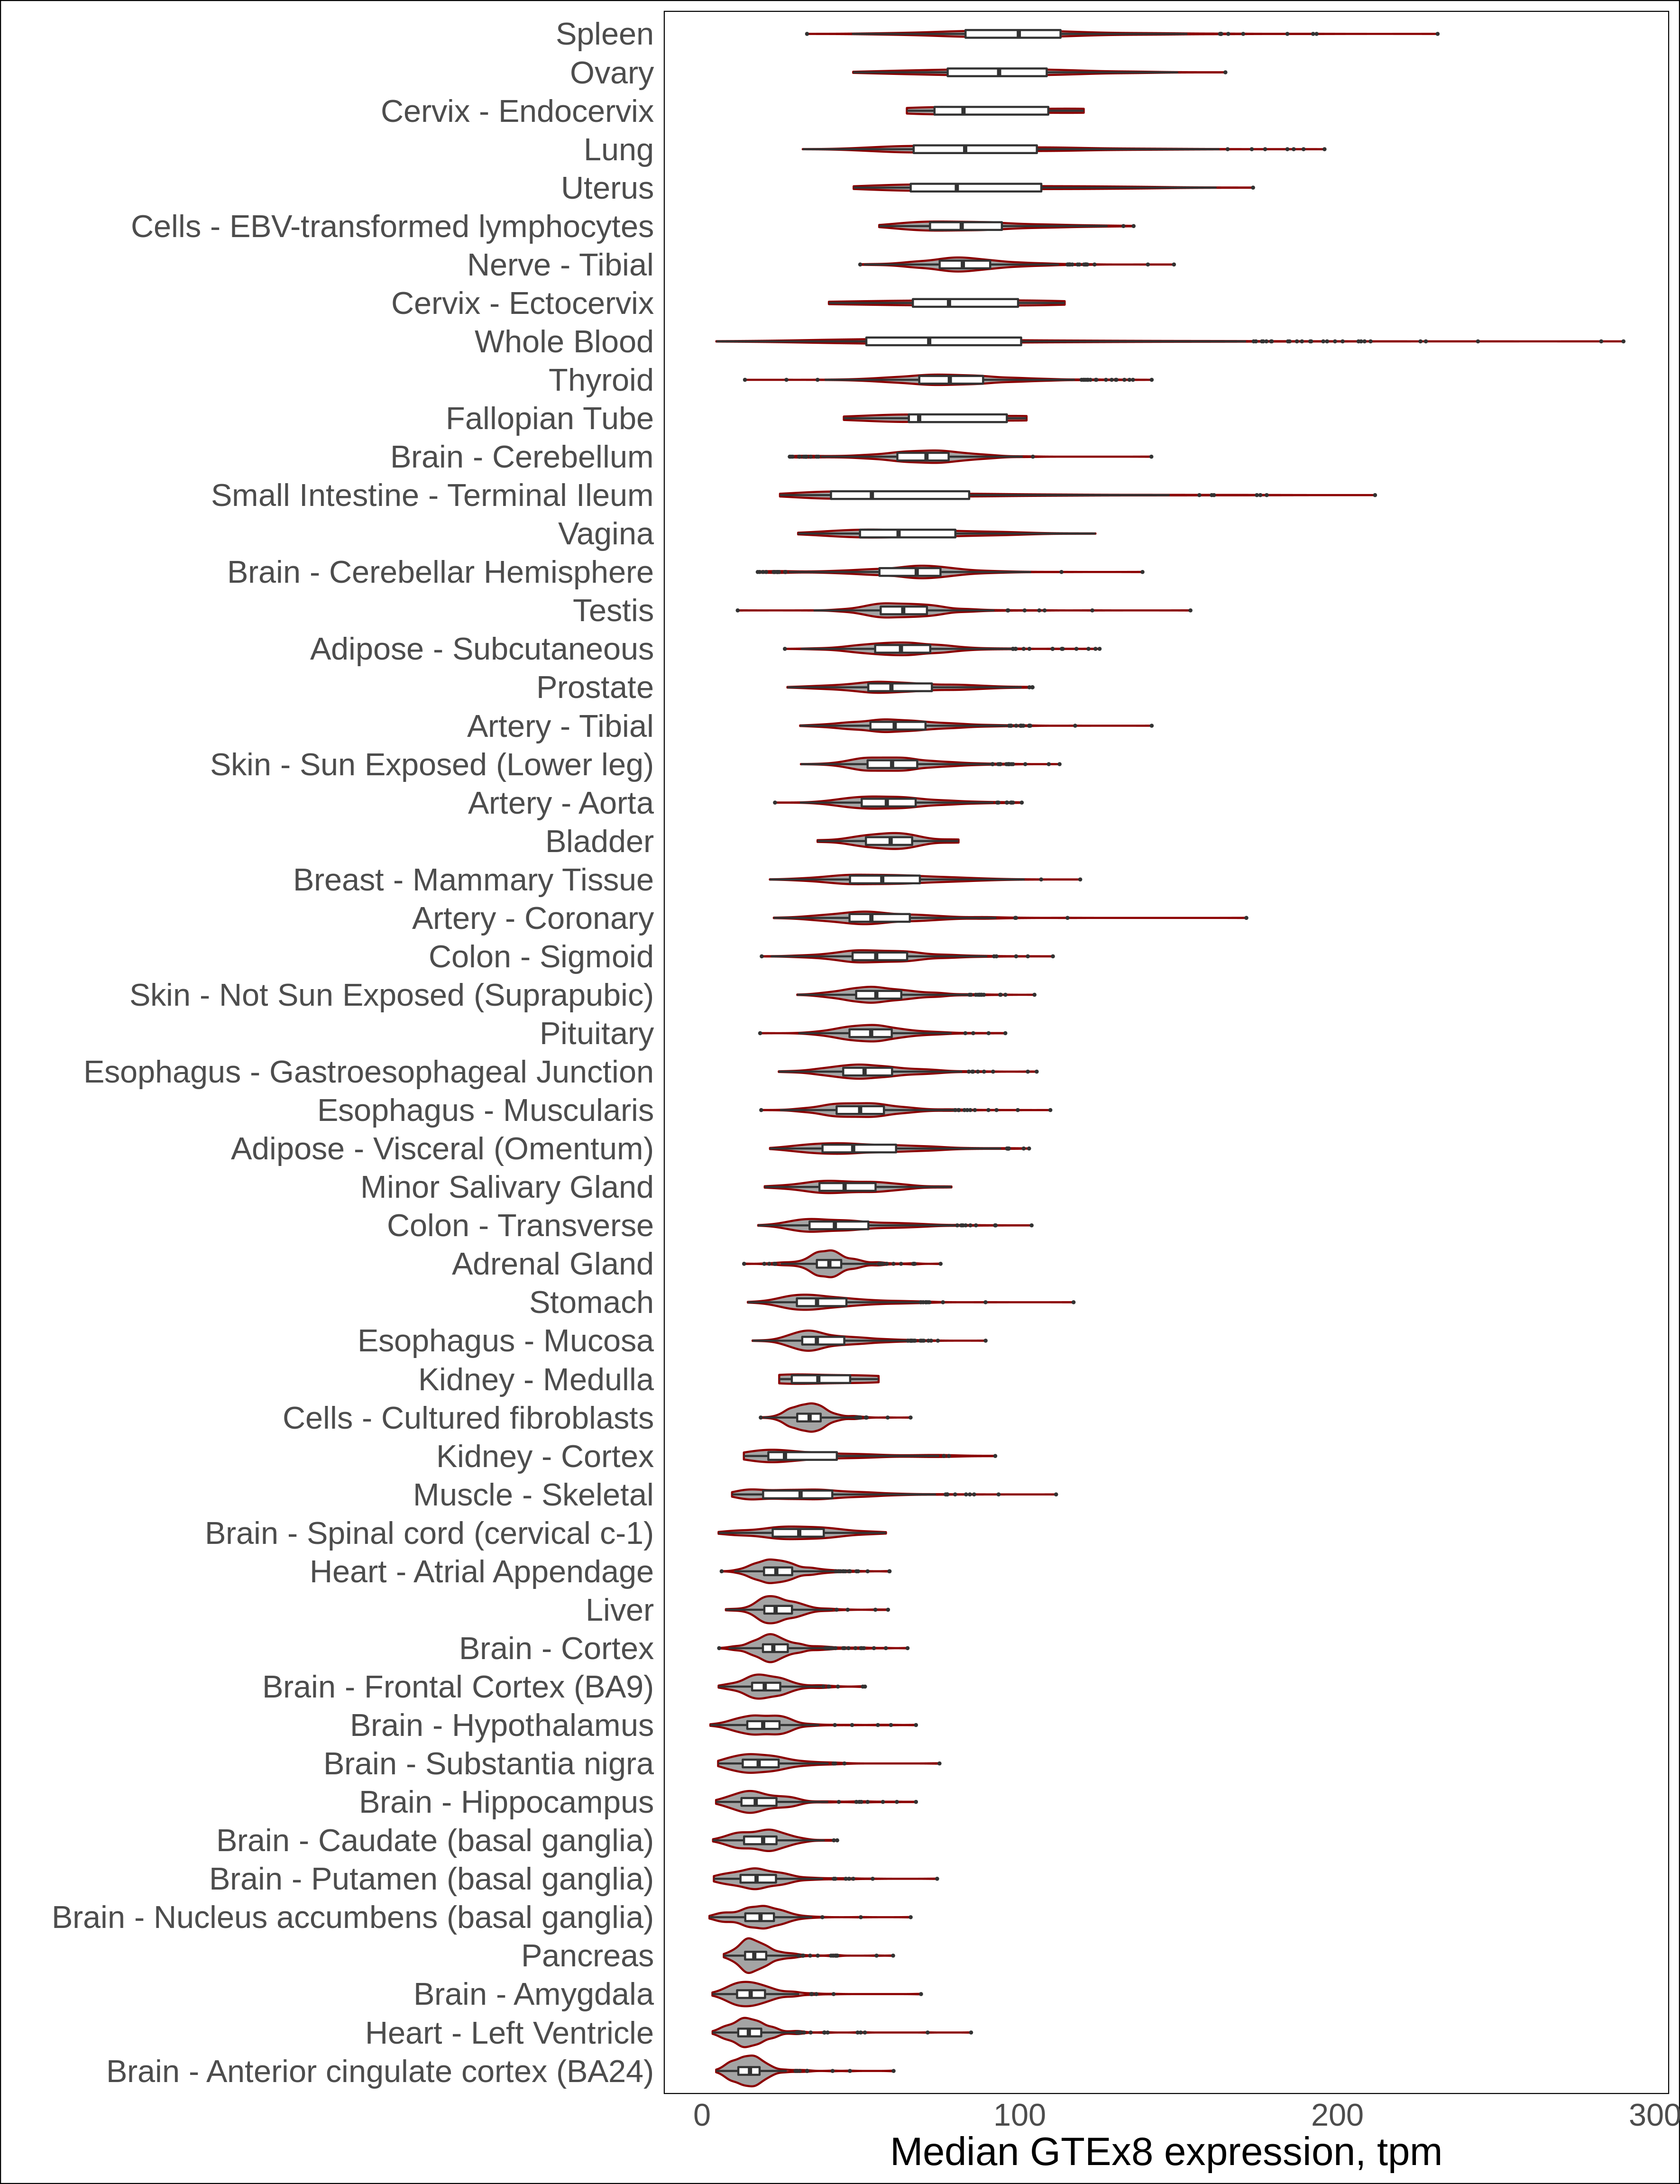 Spleen
Ovary
Cervix - Endocervix
Lung
Uterus
Cells - EBV-transformed lymphocytes
Nerve - Tibial
Cervix - Ectocervix
Whole Blood
Thyroid
Fallopian Tube
Brain - Cerebellum
Small Intestine - Terminal Ileum
Vagina
Brain - Cerebellar Hemisphere
Testis
Adipose - Subcutaneous
Prostate
Artery - Tibial
Skin - Sun Exposed (Lower leg)
Artery - Aorta
Bladder
Breast - Mammary Tissue
Artery - Coronary
Colon - Sigmoid
Skin - Not Sun Exposed (Suprapubic)
Pituitary
Esophagus - Gastroesophageal Junction
Esophagus - Muscularis
Adipose - Visceral (Omentum)
Minor Salivary Gland
Colon - Transverse
Adrenal Gland
Stomach
Esophagus - Mucosa
Kidney - Medulla
Cells - Cultured fibroblasts
Kidney - Cortex
Muscle - Skeletal
Brain - Spinal cord (cervical c-1)
Heart - Atrial Appendage
Liver
Brain - Cortex
Brain - Frontal Cortex (BA9)
Brain - Hypothalamus
Brain - Substantia nigra
Brain - Hippocampus
Brain - Caudate (basal ganglia)
Brain - Putamen (basal ganglia)
Brain - Nucleus accumbens (basal ganglia)
Pancreas
Brain - Amygdala
Heart - Left Ventricle
Brain - Anterior cingulate cortex (BA24)
0 100 200 300
Median GTEx8 expression, tpm